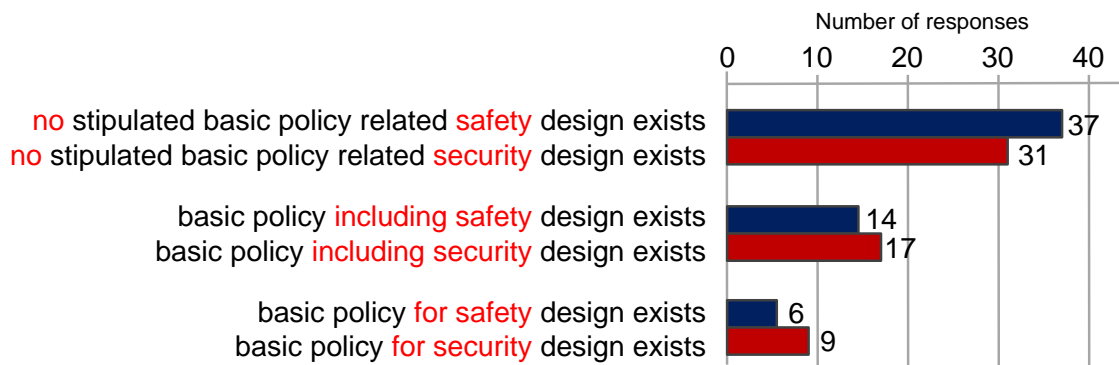 Number of responses
0 10 20 30 40
no stipulated basic policy related safety design exists 37
no stipulated basic policy related security design exists 31
basic policy including safety design exists 14
basic policy including security design exists 17
basic policy for safety design exists 6
basic policy for security design exists 9